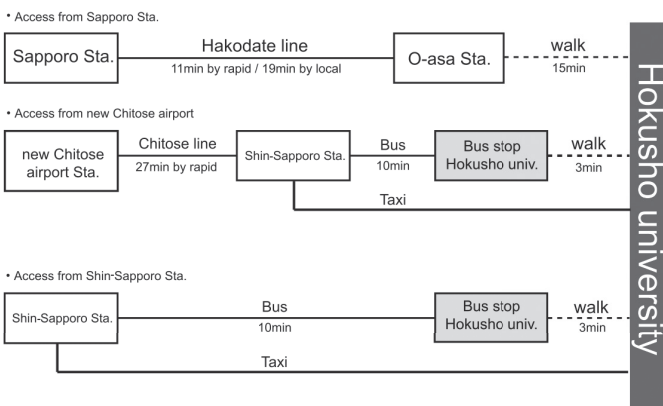 • Access from Sapporo Sta.
Sapporo Sta.
Hakodate line
11min by rapid / 19min by local
O-asa Sta.
walk
15min
• Access from new Chitose airport
new Chitose
airport Sta.
Chitose line
27min by rapid
Shin-Sapporo Sta.
Bus
10min
Bus stop
Hokusho univ.
walk
3min
Taxi
• Access from Shin-Sapporo Sta.
Shin-Sapporo Sta.
Bus
10min
Bus stop
Hokusho univ.
walk
3min
Taxi
Hokusho university